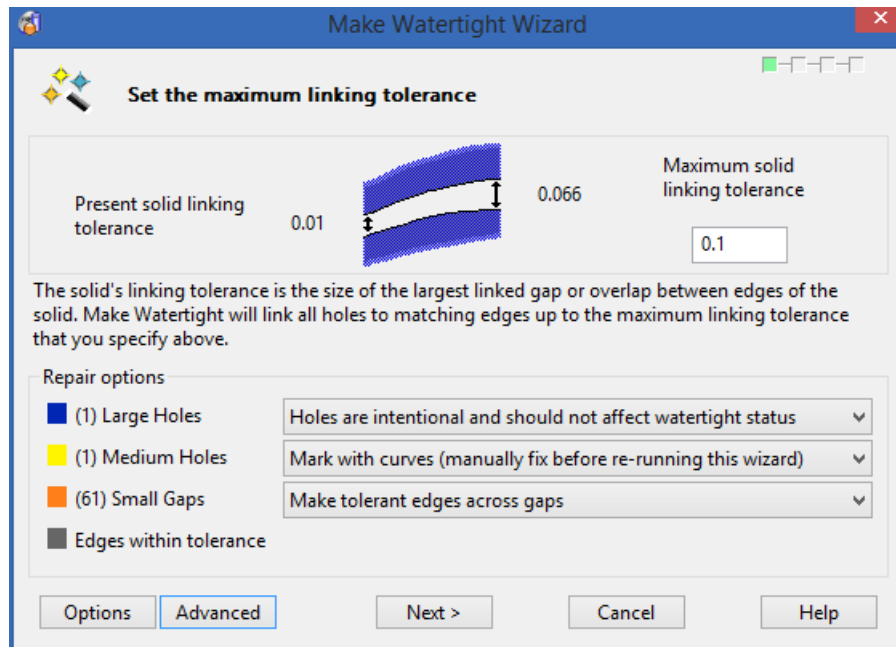 Make Watertight Wizard
Set the maximum linking tolerance
Present solid linking
tolerance
0.01
0.066
Maximum solid
linking tolerance
0.1
The solid's linking tolerance is the size of the largest linked gap or overlap between edges of the
solid. Make Watertight will link all holes to matching edges up to the maximum linking tolerance
that you specify above.
Repair options
(1) Large Holes
Holes are intentional and should not affect watertight status
(1) Medium Holes
Mark with curves (manually fix before re-running this wizard)
(61) Small Gaps
Make tolerant edges across gaps
Edges within tolerance
Options
Advanced
Next >
Cancel
Help